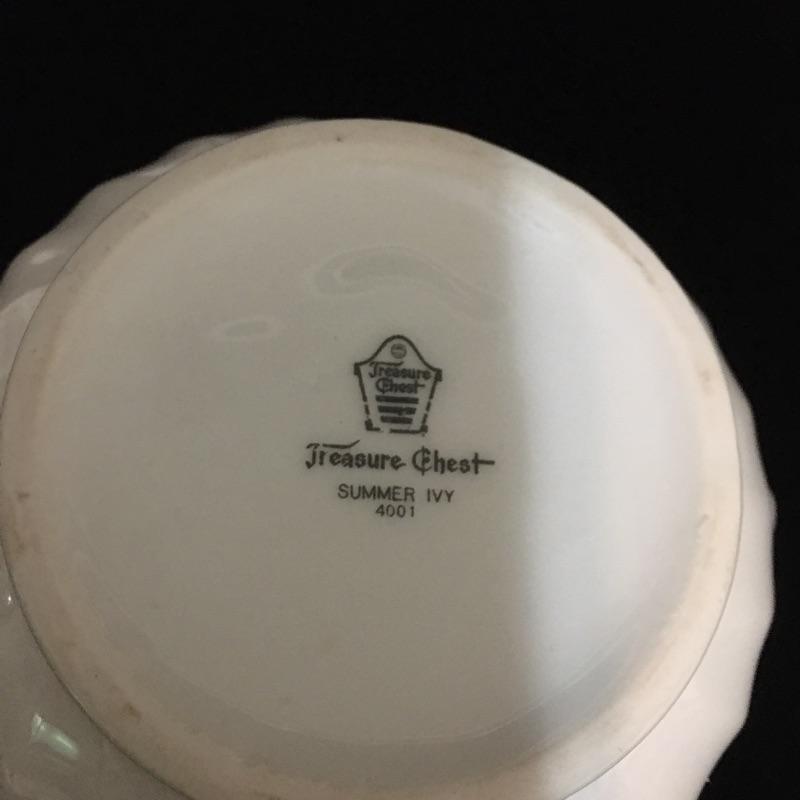 Treasure
Chest
Treasure Chest
SUMMER IVY
4001